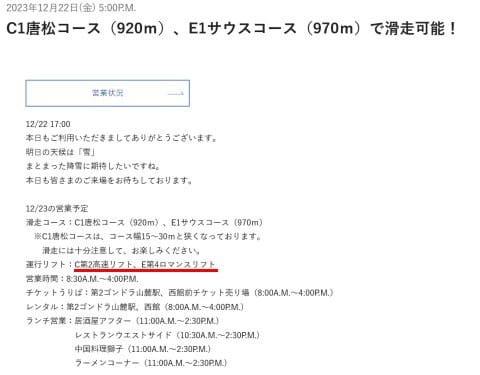 2023年12月22日(金) 5:00P.M.
C1唐松コース（920m）、E1サウスコース（970m）で滑走可能！
営業状況
12/22 17:00
本日もご利用いただきましてありがとうございます。
明日の天候は「雪」
まとまった降雪に期待したいですね。
本日も皆さまのご来場をお待ちしております。
12/23の営業予定
滑走コース：C1唐松コース（920m）、E1サウスコース（970m）
※C1唐松コースは、コース幅15〜30mと狭くなっております。
滑走には十分注意して、お楽しみください。
運行リフト：C第2高速リフト、E第4ロマンスリフト
営業時間：8:30A.M.〜4:00P.M.
チケットうりば：第2ゴンドラ山麓駅、西館前チケット売り場（8:00A.M.〜4:00P.M.）
レンタル：第2ゴンドラ山麓駅、西館（8:00A.M.〜4:00P.M.）
ランチ営業：居酒屋アフター（11:00A.M.〜2:30P.M.）
レストランウエストサイド（10:30A.M.〜2:30P.M.）
中国料理獅子（11:00A.M.〜2:30P.M.）
ラーメンコーナー（11:00A.M.〜2:30P.M.）